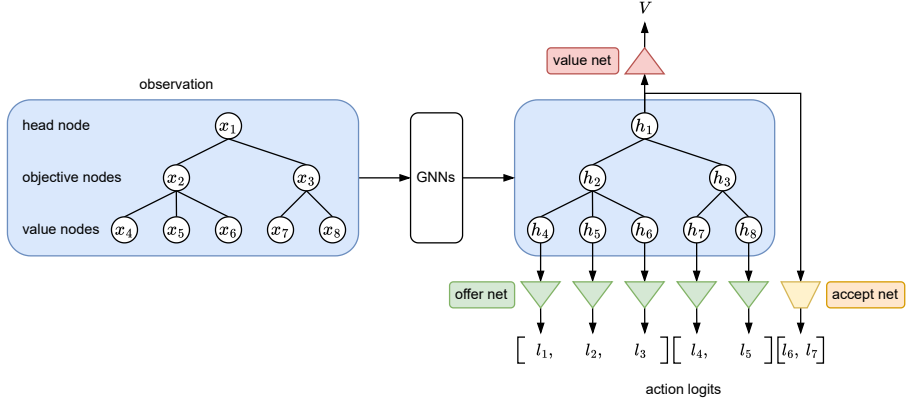 V
value net
observation
head node
x₁
h₁
objective nodes
x₂
x₃
GNNs
h₂
h₃
value nodes
x₄
x₅
x₆
x₇
x₈
h₄
h₅
h₆
h₇
h₈
offer net
accept net
[ l₁, l₂, l₃ ] [ l₄, l₅ ] [ l₆, l₇ ]
action logits